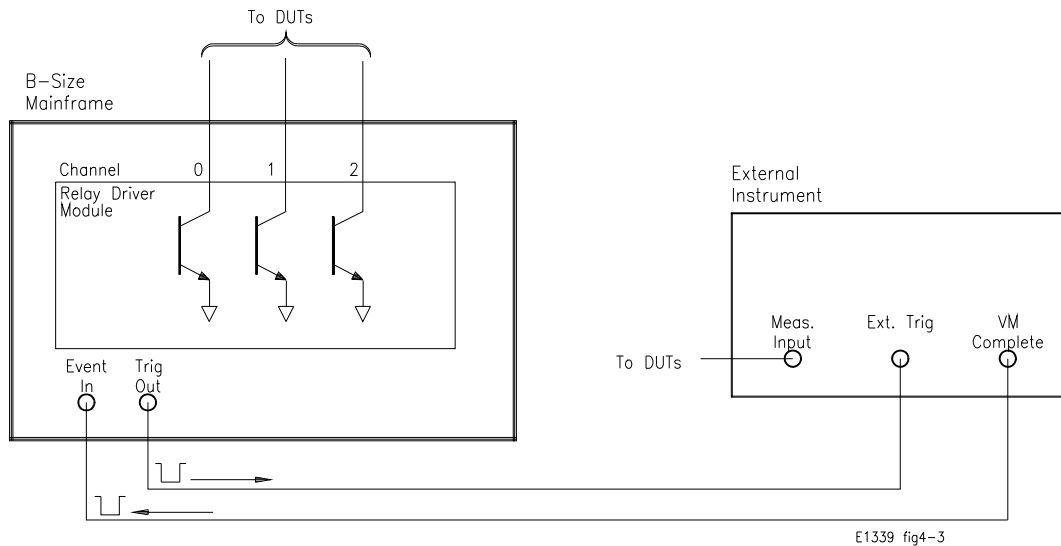 To DUTs
B-Size
Mainframe
Channel 0 1 2
Relay Driver
Module
Event
In
Trig
Out
External
Instrument
Meas.
Input
Ext. Trig
VM
Complete
To DUTs
E1339 fig4-3